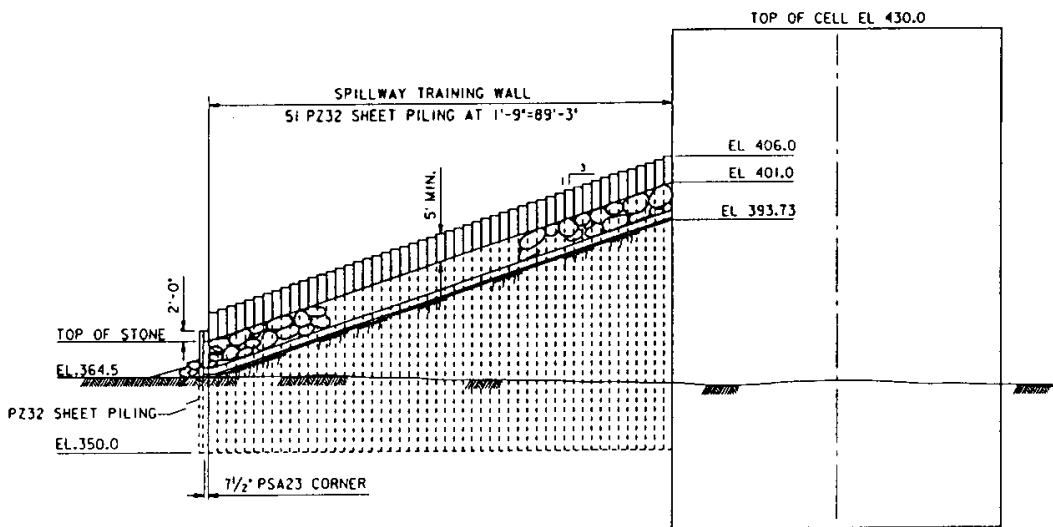 TOP OF CELL EL 430.0
SPILLWAY TRAINING WALL
51 PZ32 SHEET PILING AT 1'-9"=89'-3"
EL 406.0
3
1
EL 401.0
5' MIN.
EL 393.73
2'-0"
TOP OF STONE
EL.364.5
PZ32 SHEET PILING
EL.350.0
7½" PSA23 CORNER